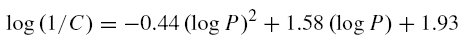 log (1/C) = −0.44 (log P)² + 1.58 (log P) + 1.93